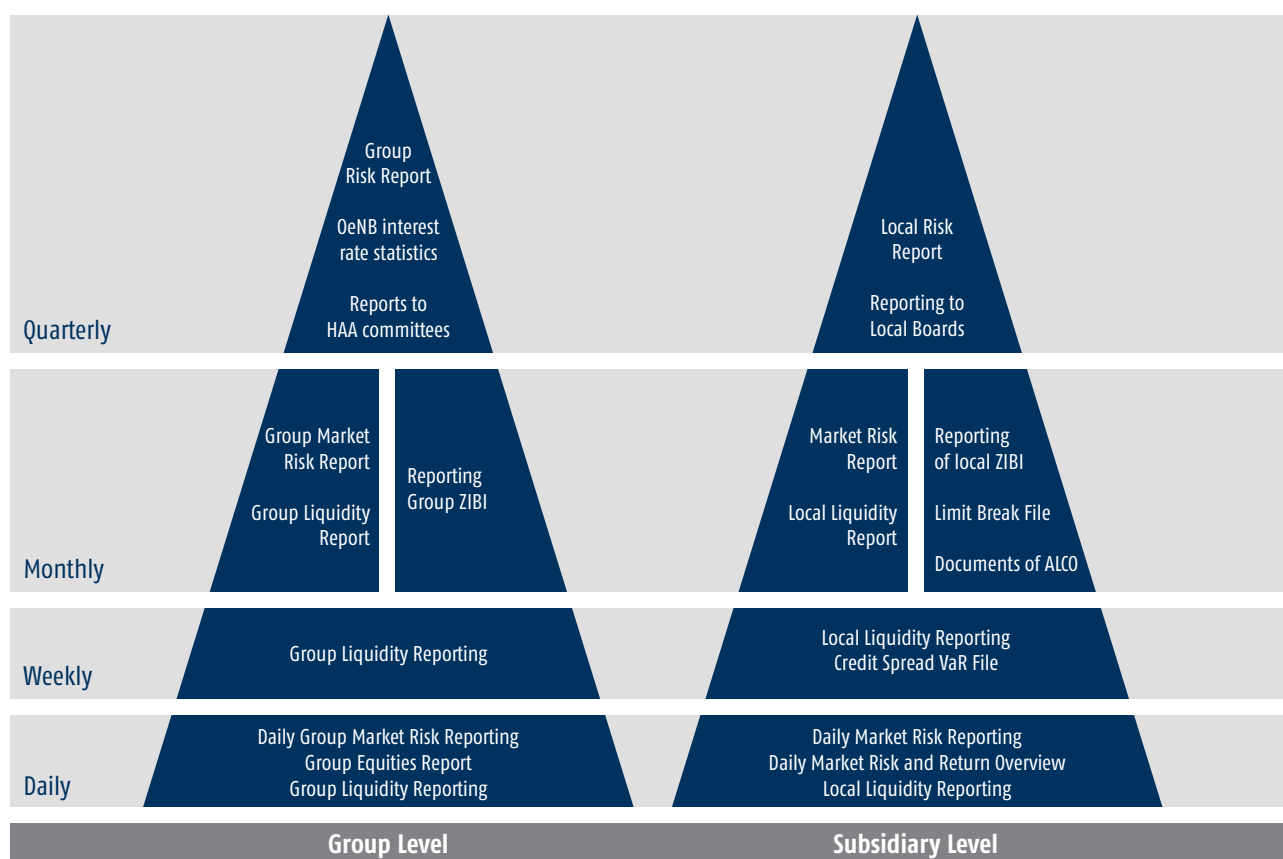 Group
Risk Report
OeNB interest
rate statistics
Reports to
HAA committees
Local Risk
Report
Reporting to
Local Boards
Quarterly
Group Market
Risk Report
Group Liquidity
Report
Reporting
Group ZIBI
Market Risk
Report
Local Liquidity
Report
Reporting
of local ZIBI
Limit Break File
Documents of ALCO
Monthly
Group Liquidity Reporting
Local Liquidity Reporting
Credit Spread VaR File
Weekly
Daily Group Market Risk Reporting
Group Equities Report
Group Liquidity Reporting
Daily Market Risk Reporting
Daily Market Risk and Return Overview
Local Liquidity Reporting
Daily
Group Level
Subsidiary Level